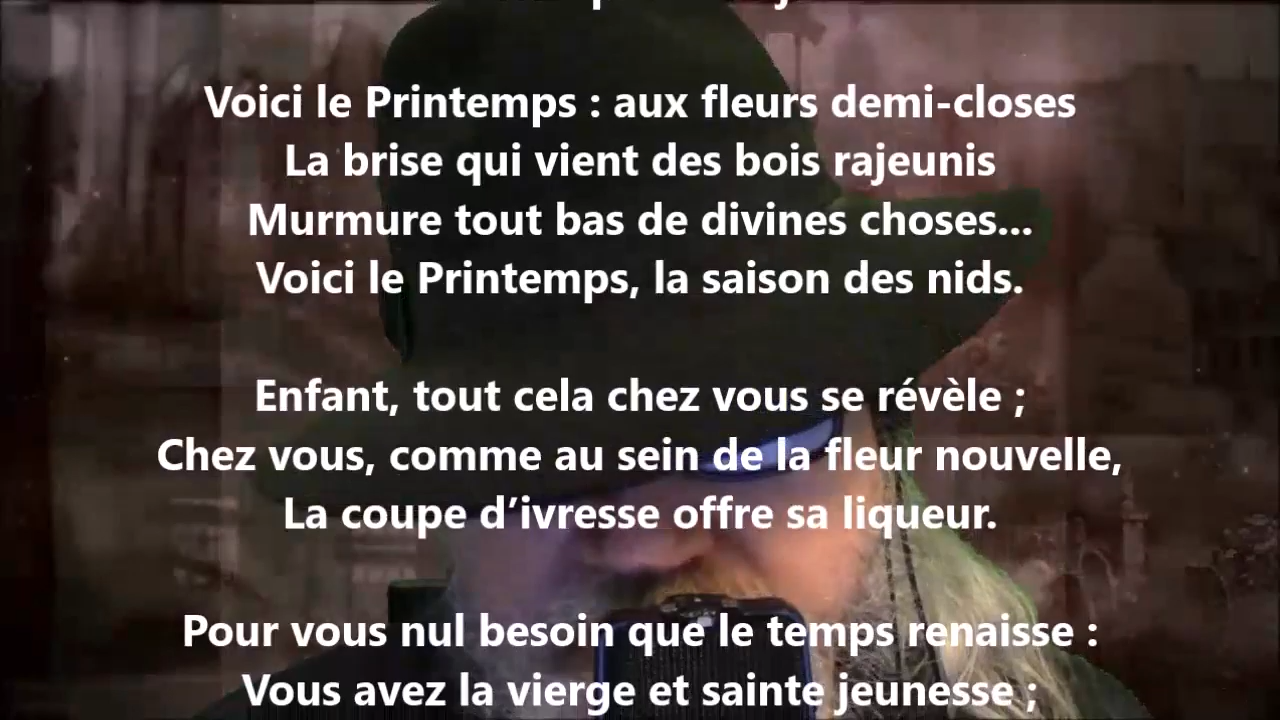 Voici le Printemps : aux fleurs demi-closes
La brise qui vient des bois rajeunis
Murmure tout bas de divines choses...
Voici le Printemps, la saison des nids.
Enfant, tout cela chez vous se révèle ;
Chez vous, comme au sein de la fleur nouvelle,
La coupe d’ivresse offre sa liqueur.
Pour vous nul besoin que le temps renaisse :
Vous avez la vierge et sainte jeunesse ;